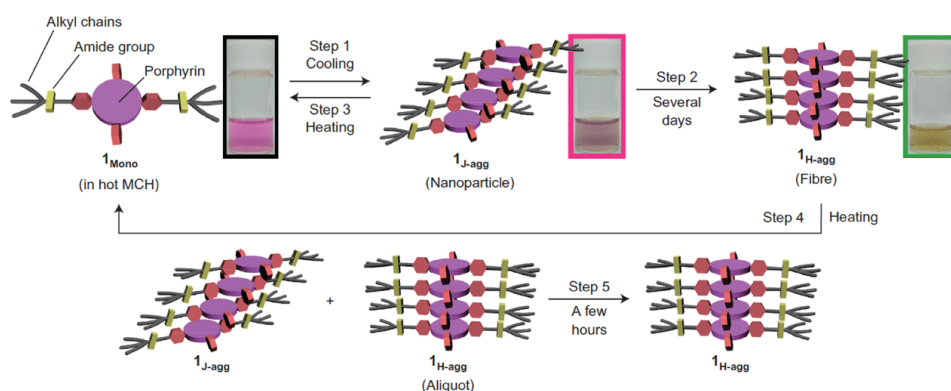 Alkyl chains
Amide group
Porphyrin
1Mono
(in hot MCH)
Step 1
Cooling
Step 3
Heating
1J-agg
(Nanoparticle)
Step 2
Several
days
1H-agg
(Fibre)
Step 4
Heating
1J-agg
+
1H-agg
(Aliquot)
Step 5
A few
hours
1H-agg